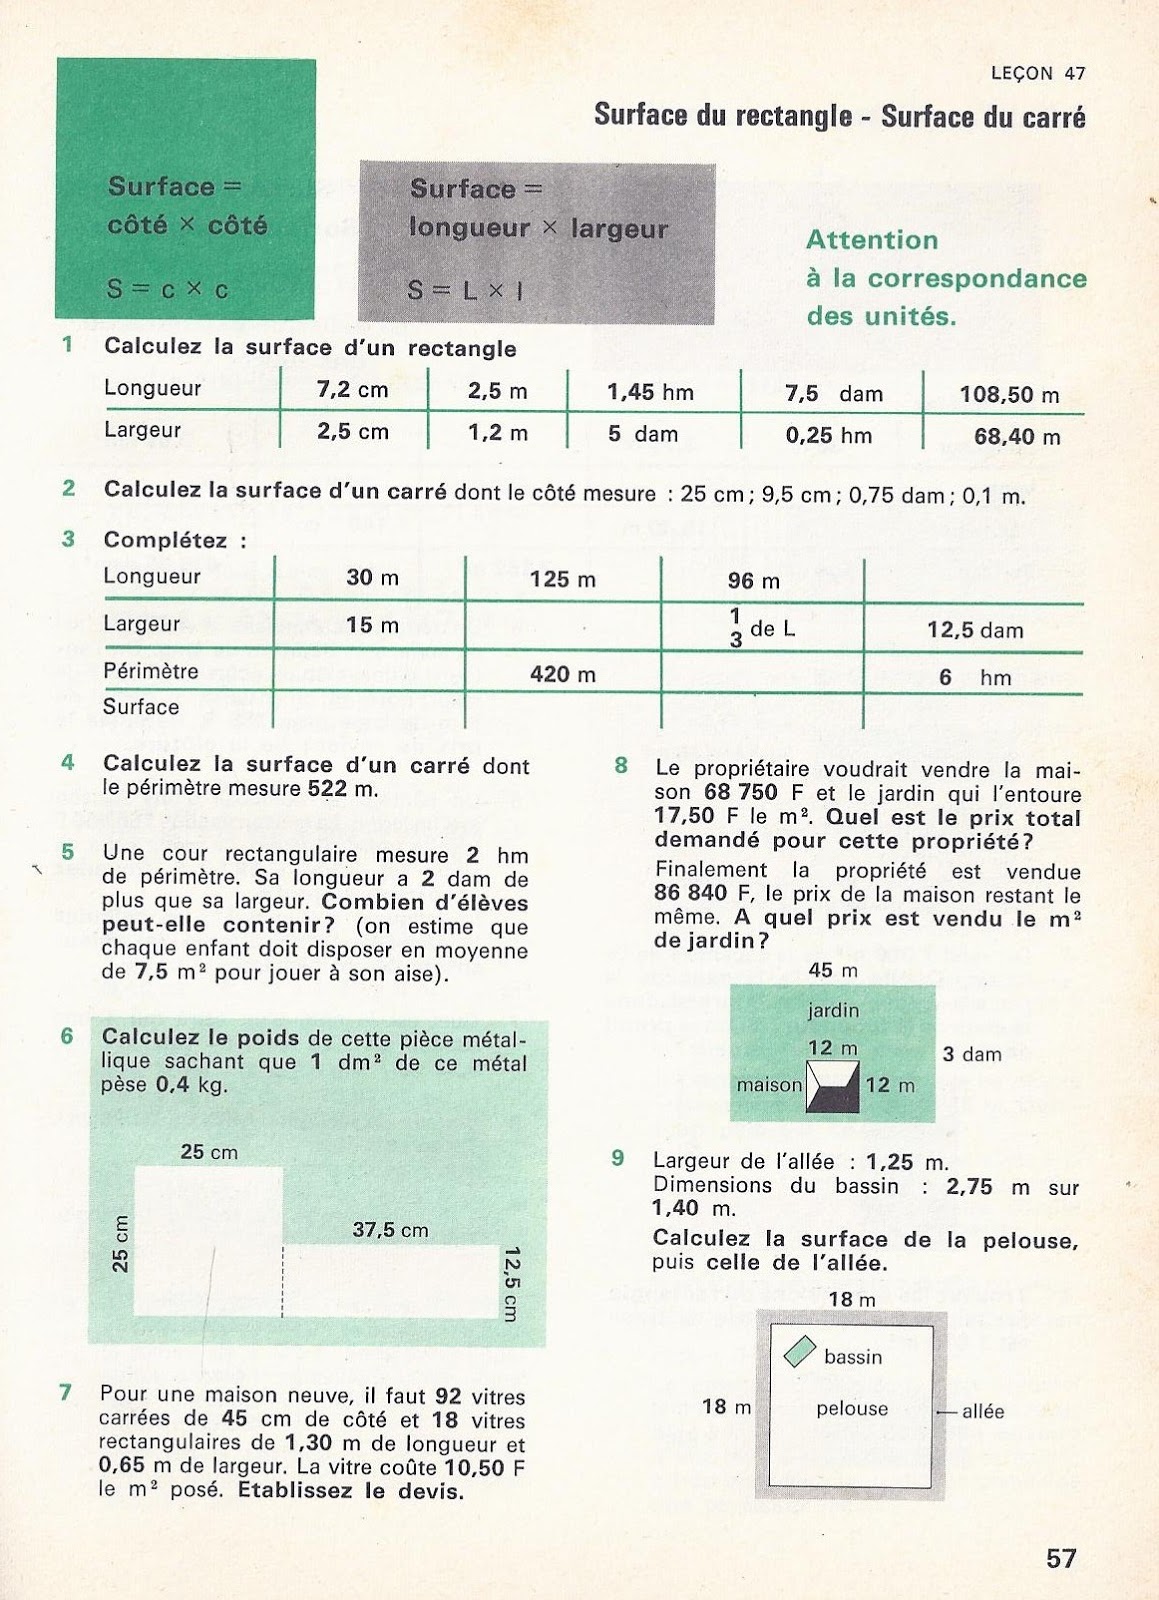 LEÇON 47
Surface du rectangle - Surface du carré
Surface =
côté × côté
S = c × c
Surface =
longueur × largeur
S = L × l
Attention
à la correspondance
des unités.
1 Calculez la surface d'un rectangle
Longueur 7,2 cm 2,5 m 1,45 hm 7,5 dam 108,50 m
Largeur 2,5 cm 1,2 m 5 dam 0,25 hm 68,40 m
2 Calculez la surface d'un carré dont le côté mesure : 25 cm ; 9,5 cm ; 0,75 dam ; 0,1 m.
3 Complétez :
Longueur 30 m 125 m 96 m
Largeur 15 m 1/3 de L 12,5 dam
Périmètre 420 m 6 hm
Surface
4 Calculez la surface d'un carré dont
le périmètre mesure 522 m.
5 Une cour rectangulaire mesure 2 hm
de périmètre. Sa longueur a 2 dam de
plus que sa largeur. Combien d'élèves
peut-elle contenir? (on estime que
chaque enfant doit disposer en moyenne
de 7,5 m² pour jouer à son aise).
6 Calculez le poids de cette pièce métal-
lique sachant que 1 dm² de ce métal
pèse 0,4 kg.
25 cm
25 cm
37,5 cm
12,5 cm
7 Pour une maison neuve, il faut 92 vitres
carrées de 45 cm de côté et 18 vitres
rectangulaires de 1,30 m de longueur et
0,65 m de largeur. La vitre coûte 10,50 F
le m² posé. Etablissez le devis.
8 Le propriétaire voudrait vendre la mai-
son 68 750 F et le jardin qui l'entoure
17,50 F le m². Quel est le prix total
demandé pour cette propriété?
Finalement la propriété est vendue
86 840 F, le prix de la maison restant le
même. A quel prix est vendu le m²
de jardin?
45 m
jardin
12 m
3 dam
maison
12 m
9 Largeur de l'allée : 1,25 m.
Dimensions du bassin : 2,75 m sur
1,40 m.
Calculez la surface de la pelouse,
puis celle de l'allée.
18 m
bassin
18 m
pelouse
allée
57